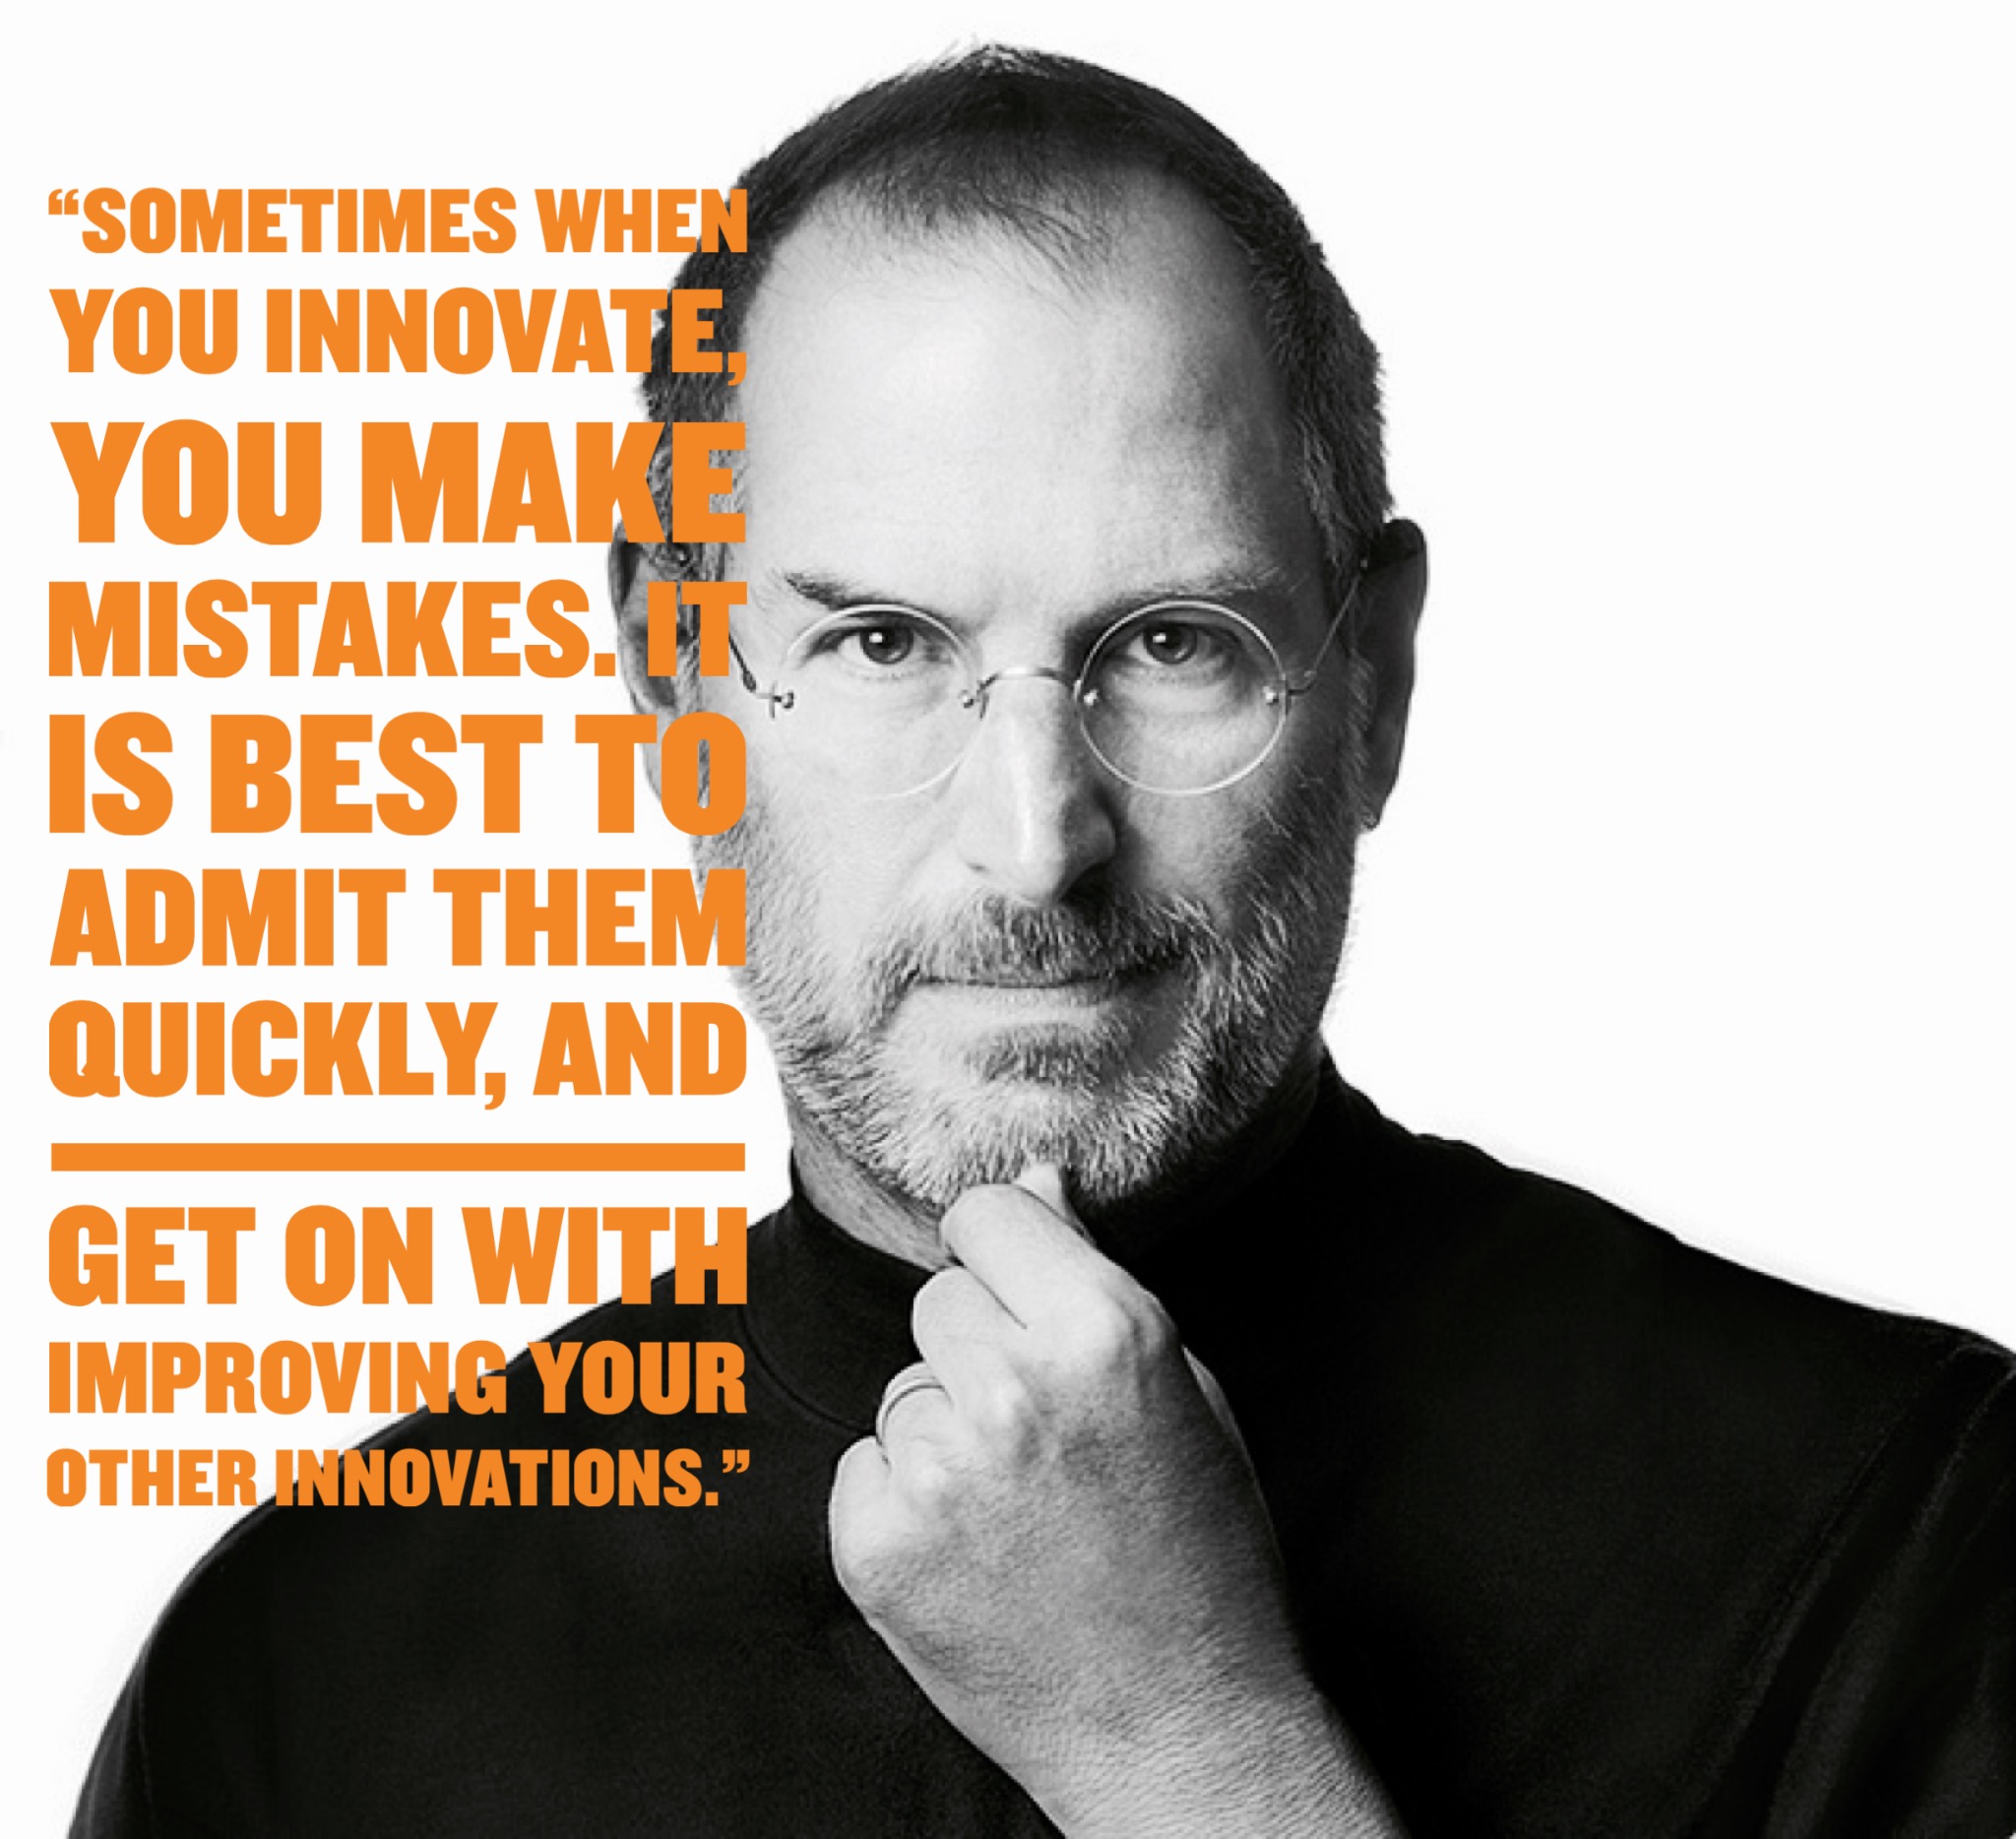 “SOMETIMES WHEN
YOU INNOVATE,
YOU MAKE
MISTAKES. IT
IS BEST TO
ADMIT THEM
QUICKLY, AND
GET ON WITH
IMPROVING YOUR
OTHER INNOVATIONS.”